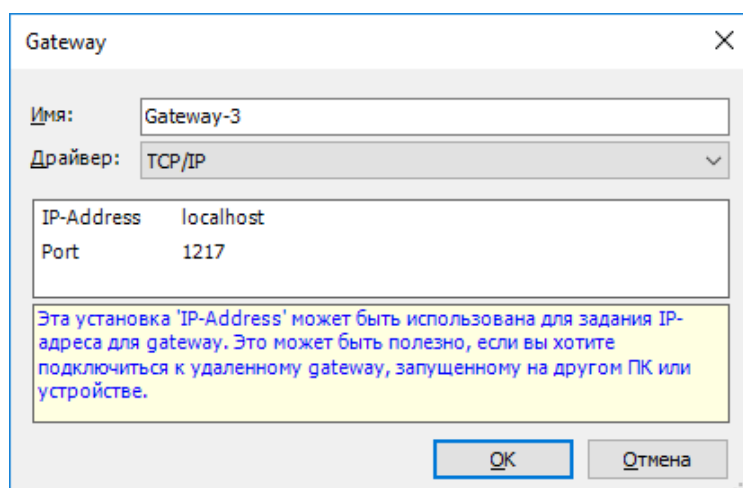 Gateway
Имя: Gateway-3
Драйвер: TCP/IP
IP-Address localhost
Port 1217
Эта установка 'IP-Address' может быть использована для задания IP-
адреса для gateway. Это может быть полезно, если вы хотите
подключиться к удаленному gateway, запущенному на другом ПК или
устройстве.
OK Отмена